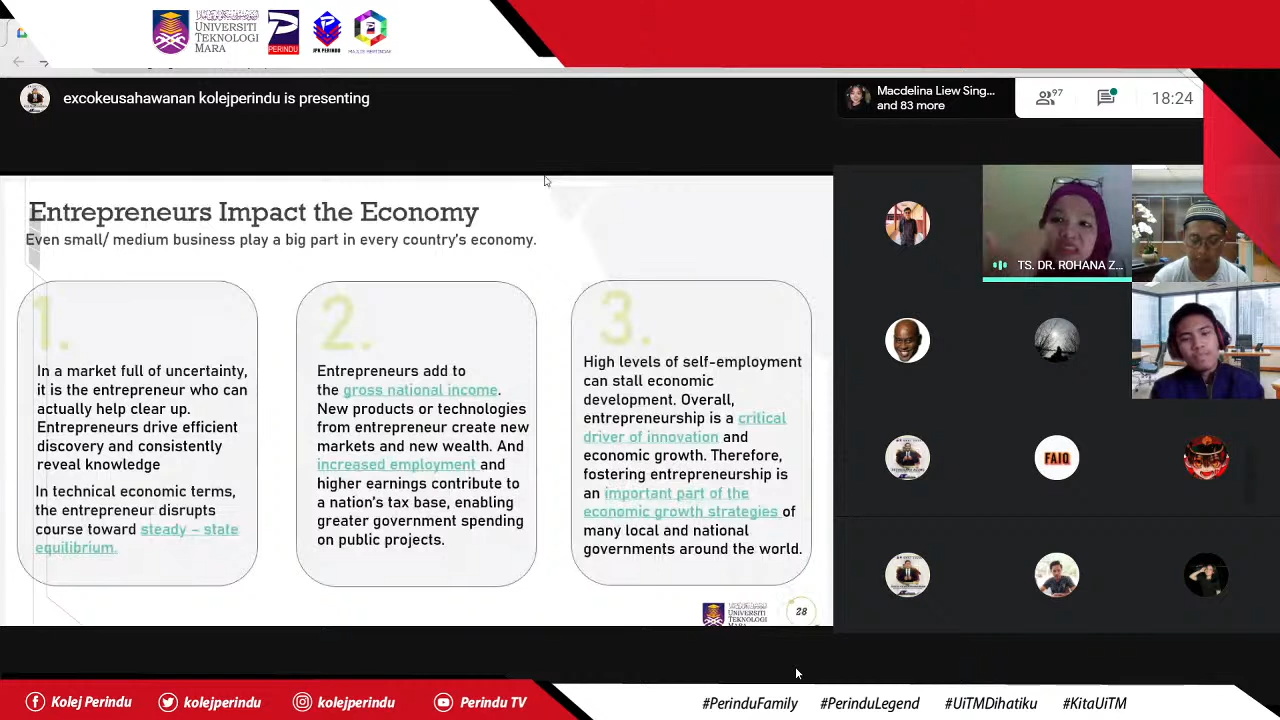 UNIVERSITI
TEKNOLOGI
MARA
PERINDU
JPK PERINDU
excokeusahawanan kolejperindu is presenting
Macdelina Liew Sing...
and 83 more
97
18:24
Entrepreneurs Impact the Economy
Even small/ medium business play a big part in every country's economy.
1.
In a market full of uncertainty,
it is the entrepreneur who can
actually help clear up.
Entrepreneurs drive efficient
discovery and consistently
reveal knowledge
In technical economic terms,
the entrepreneur disrupts
course toward steady – state
equilibrium.
2.
Entrepreneurs add to
the gross national income.
New products or technologies
from entrepreneur create new
markets and new wealth. And
increased employment and
higher earnings contribute to
a nation's tax base, enabling
greater government spending
on public projects.
3.
High levels of self-employment
can stall economic
development. Overall,
entrepreneurship is a critical
driver of innovation and
economic growth. Therefore,
fostering entrepreneurship is
an important part of the
economic growth strategies of
many local and national
governments around the world.
UNIVERSITI
TEKNOLOGI
28
TS. DR. ROHANA Z...
FAIQ
Kolej Perindu
kolejperindu
kolejperindu
Perindu TV
#PerinduFamily
#PerinduLegend
#UiTMDihatiku
#KitaUiTM